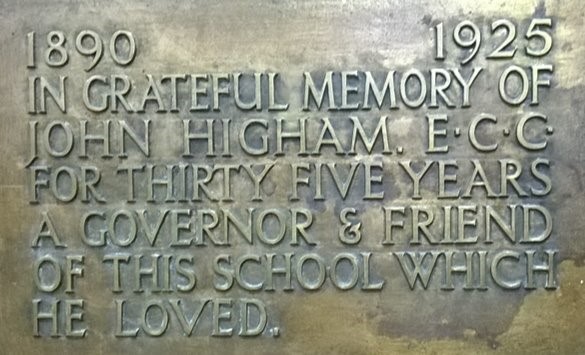 1890 1925
IN GRATEFUL MEMORY OF
JOHN HIGHAM. E·C·C·
FOR THIRTY FIVE YEARS
A GOVERNOR & FRIEND
OF THIS SCHOOL WHICH
HE LOVED.